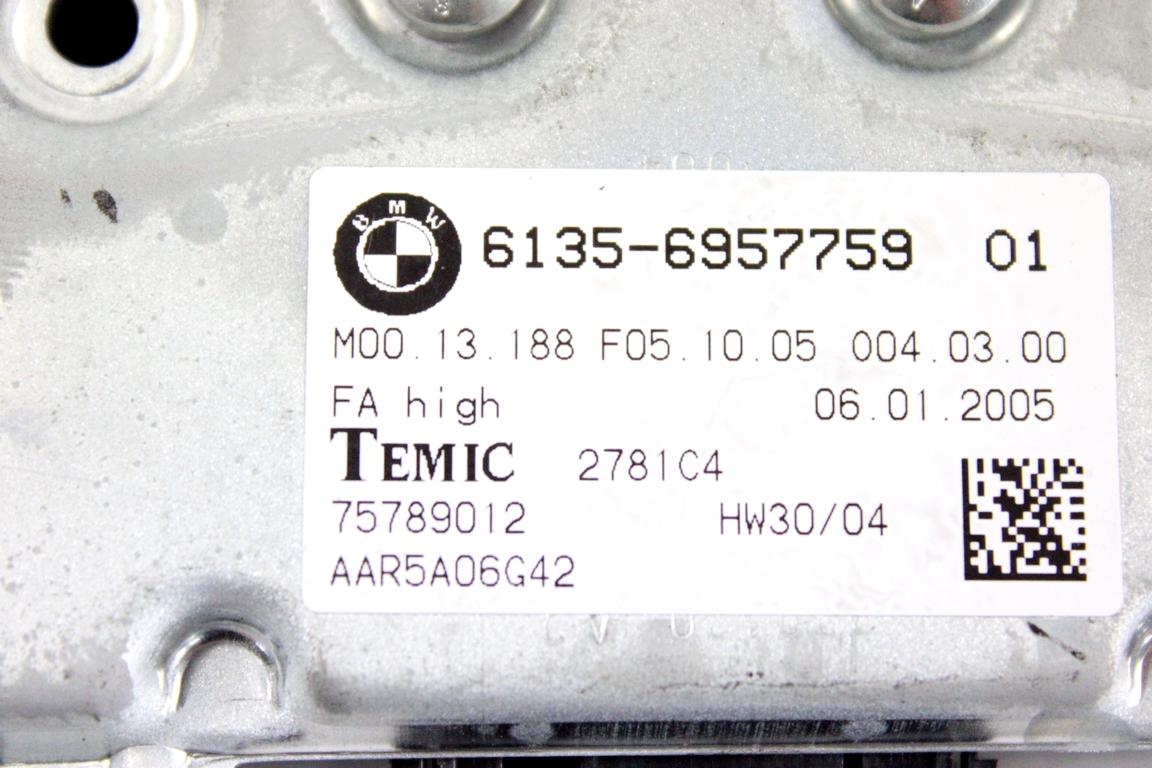 BMW 6135-6957759 01
M00.13.188 F05.10.05 004.03.00
FA high 06.01.2005
TEMIC 2781C4
75789012 HW30/04
AAR5A06G42